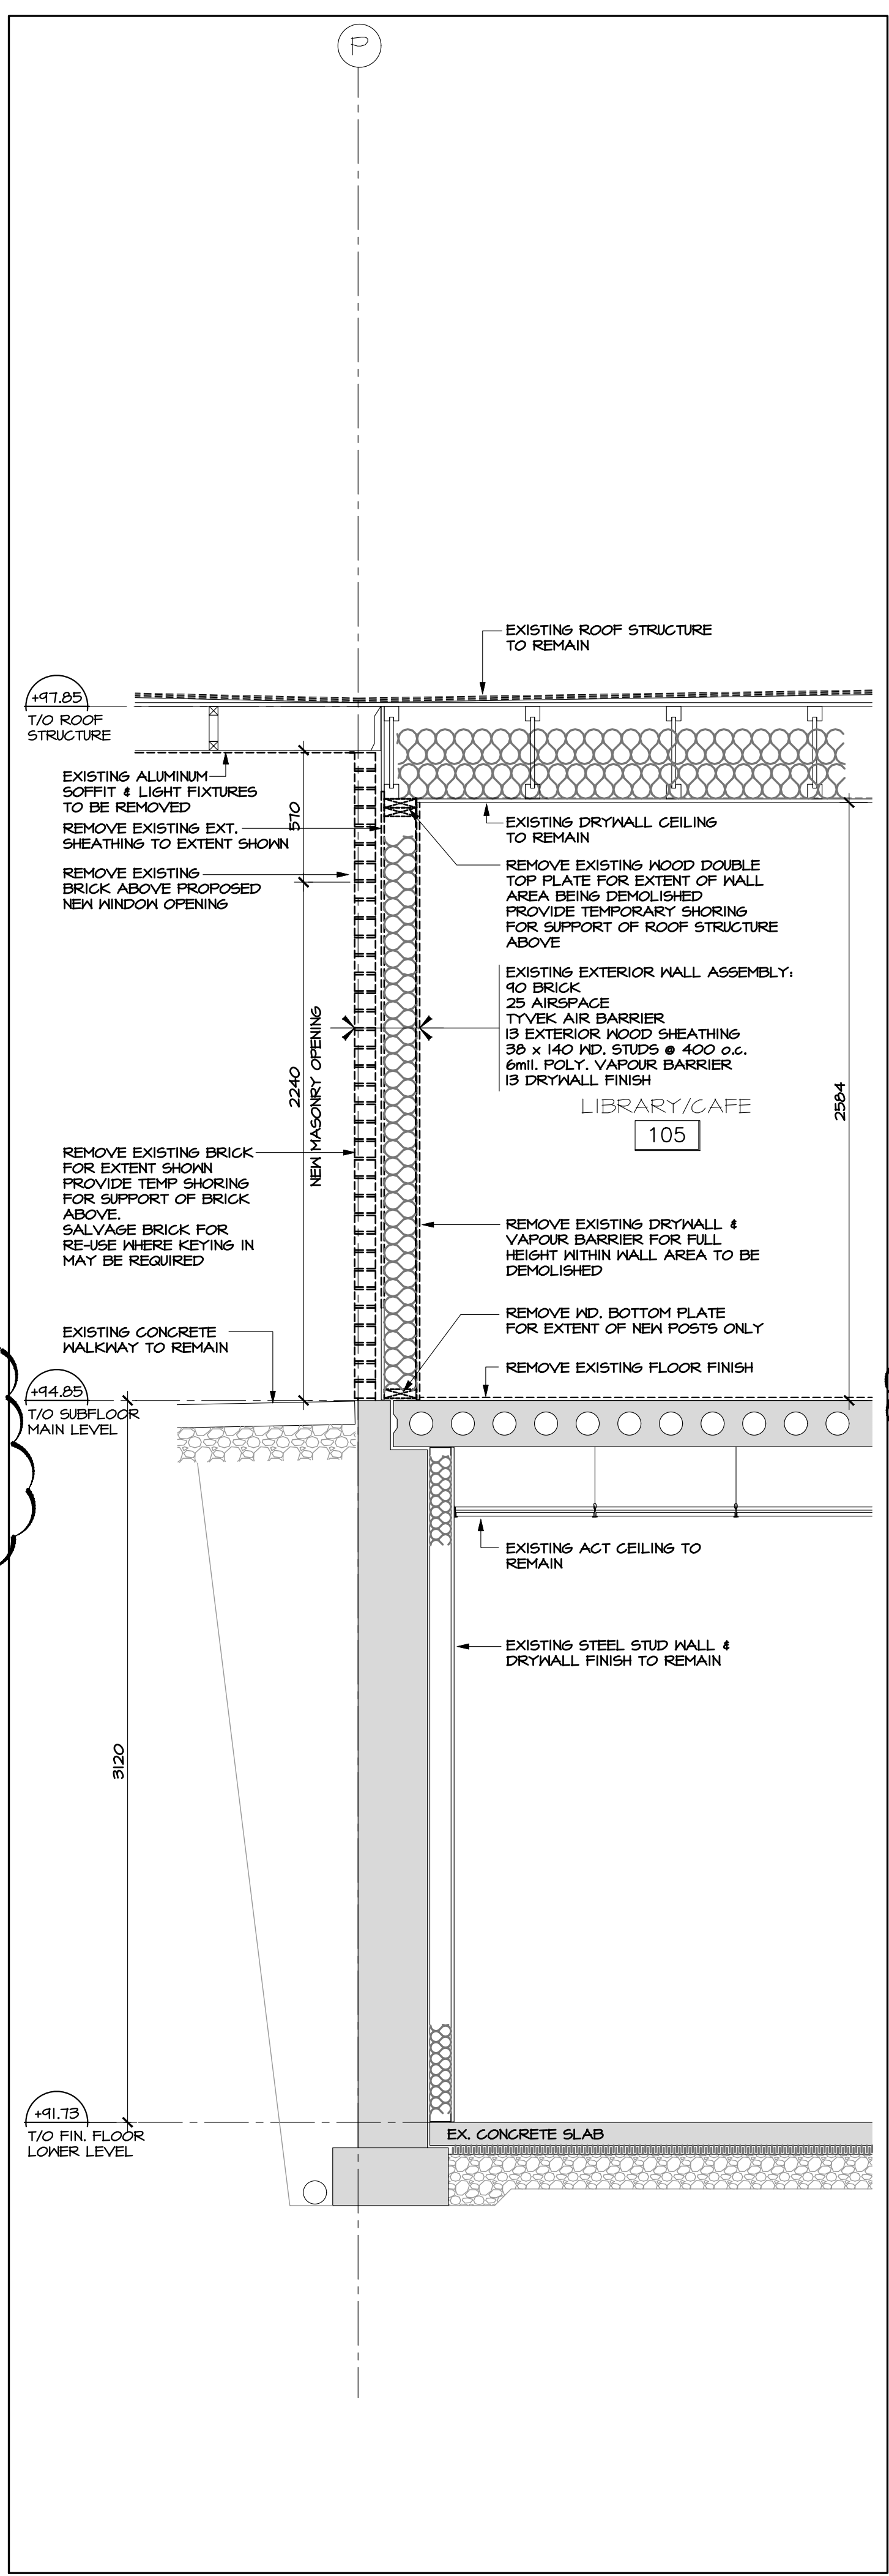 P
EXISTING ROOF STRUCTURE
TO REMAIN
+97.85
T/O ROOF
STRUCTURE
EXISTING ALUMINUM
SOFFIT & LIGHT FIXTURES
TO BE REMOVED
570
REMOVE EXISTING EXT.
SHEATHING TO EXTENT SHOWN
REMOVE EXISTING
BRICK ABOVE PROPOSED
NEW WINDOW OPENING
EXISTING DRYWALL CEILING
TO REMAIN
REMOVE EXISTING WOOD DOUBLE
TOP PLATE FOR EXTENT OF WALL
AREA BEING DEMOLISHED
PROVIDE TEMPORARY SHORING
FOR SUPPORT OF ROOF STRUCTURE
ABOVE
EXISTING EXTERIOR WALL ASSEMBLY:
90 BRICK
25 AIRSPACE
TYVEK AIR BARRIER
13 EXTERIOR WOOD SHEATHING
38 x 140 WD. STUDS @ 400 o.c.
6mil. POLY. VAPOUR BARRIER
13 DRYWALL FINISH
2240
NEW MASONRY OPENING
LIBRARY/CAFE
105
2584
REMOVE EXISTING BRICK
FOR EXTENT SHOWN
PROVIDE TEMP SHORING
FOR SUPPORT OF BRICK
ABOVE.
SALVAGE BRICK FOR
RE-USE WHERE KEYING IN
MAY BE REQUIRED
REMOVE EXISTING DRYWALL &
VAPOUR BARRIER FOR FULL
HEIGHT WITHIN WALL AREA TO BE
DEMOLISHED
REMOVE WD. BOTTOM PLATE
FOR EXTENT OF NEW POSTS ONLY
EXISTING CONCRETE
WALKWAY TO REMAIN
REMOVE EXISTING FLOOR FINISH
+94.85
T/O SUBFLOOR
MAIN LEVEL
EXISTING ACT CEILING TO
REMAIN
EXISTING STEEL STUD WALL &
DRYWALL FINISH TO REMAIN
3120
+91.73
T/O FIN. FLOOR
LOWER LEVEL
EX. CONCRETE SLAB